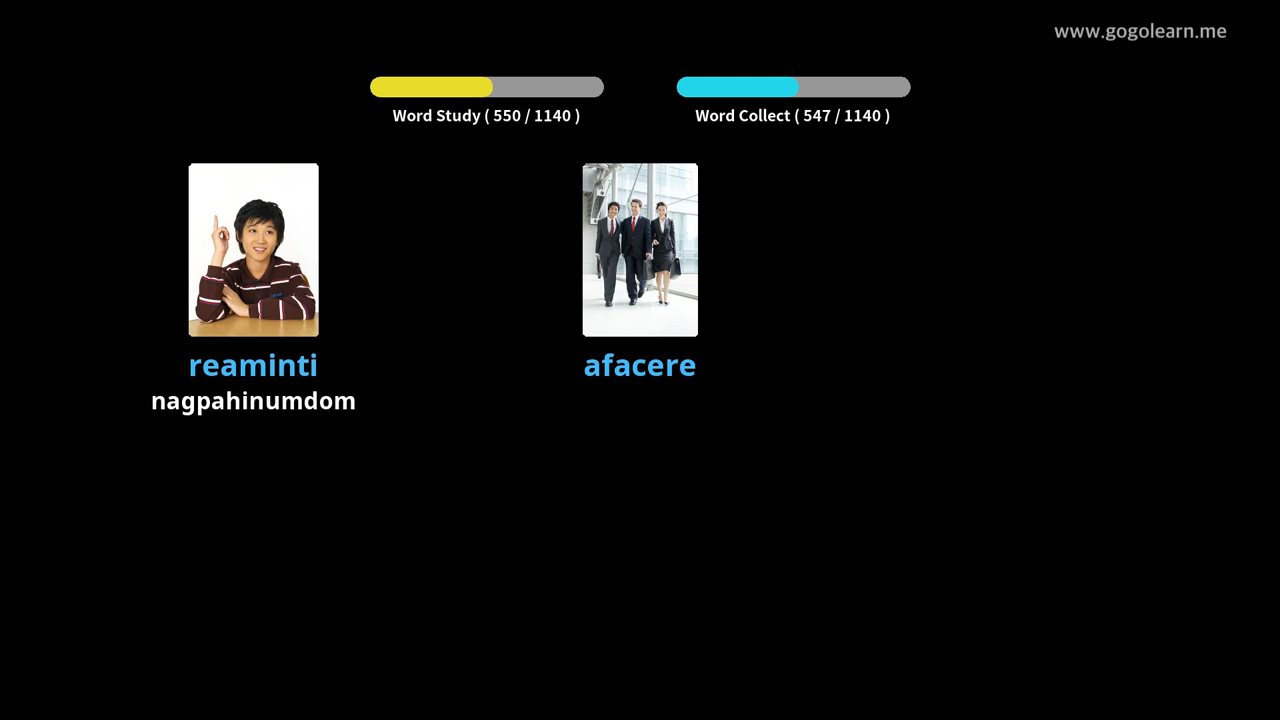 www.gogolearn.me
Word Study ( 550 / 1140 )
Word Collect ( 547 / 1140 )
reaminti
nagpahinumdom
afacere